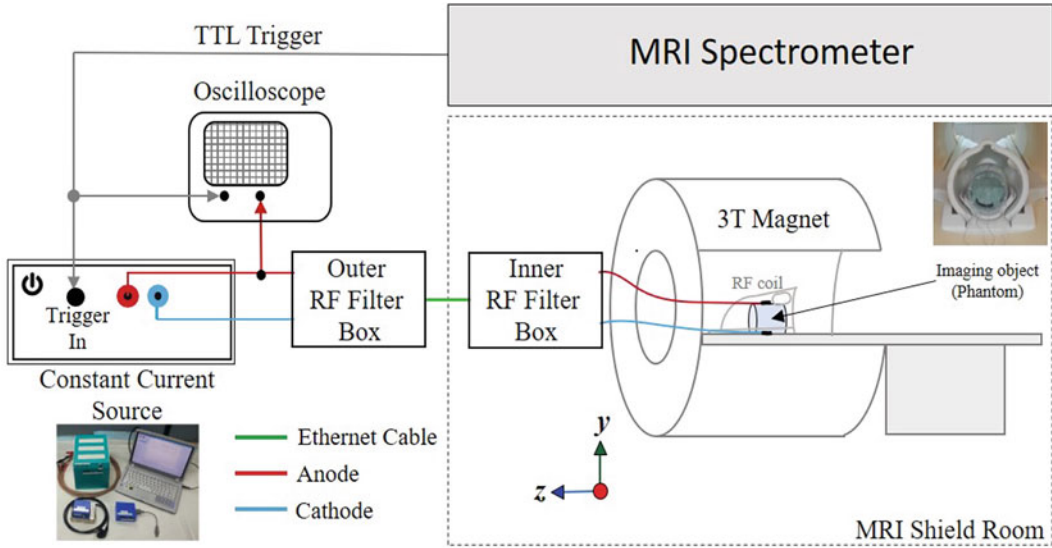 TTL Trigger
MRI Spectrometer
Oscilloscope
3T Magnet
Outer
RF Filter
Box
Inner
RF Filter
Box
RF coil
Imaging object
(Phantom)
Trigger
In
Constant Current
Source
Ethernet Cable
Anode
Cathode
y
z
MRI Shield Room